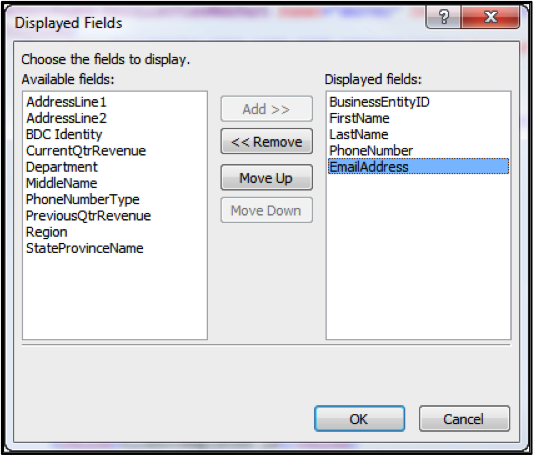 Displayed Fields
Choose the fields to display.
Available fields:
AddressLine1
AddressLine2
BDC Identity
CurrentQtrRevenue
Department
MiddleName
PhoneNumberType
PreviousQtrRevenue
Region
StateProvinceName
Add >>
<< Remove
Move Up
Move Down
Displayed fields:
BusinessEntityID
FirstName
LastName
PhoneNumber
EmailAddress
OK
Cancel